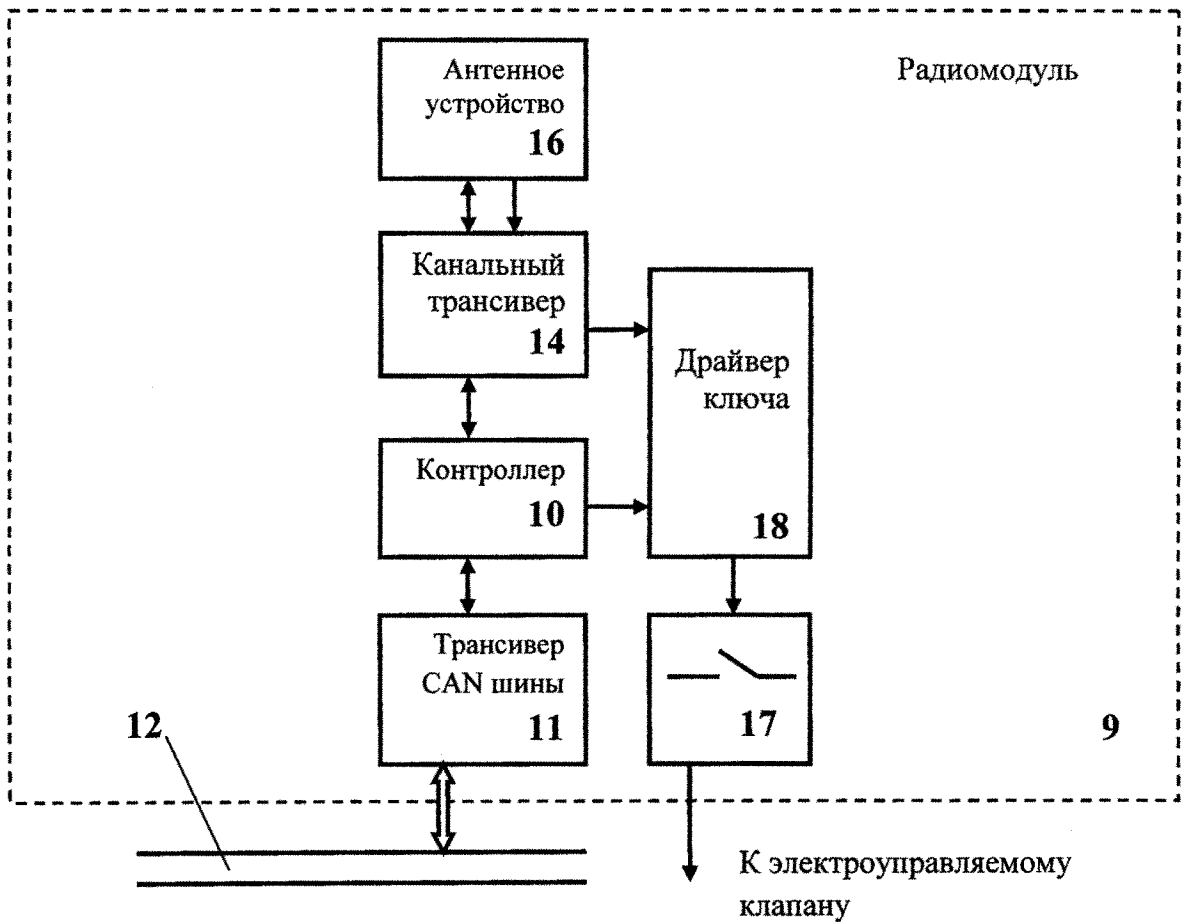 Радиомодуль
Антенное
устройство
16
Канальный
трансивер
14
Драйвер
ключа
18
Контроллер
10
Трансивер
CAN шины
11
17
9
12
К электроуправляемому
клапану